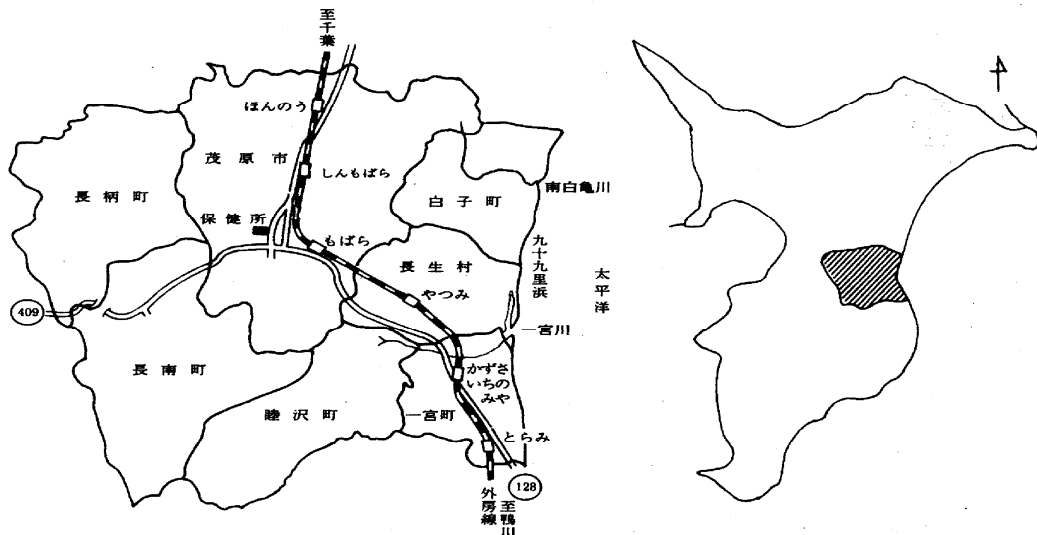 至千葉
ほんのう
茂原市
しんもばら
長柄町
白子町
南白亀川
保健所
もばら
長生村
九十九里浜
太平洋
やつみ
409
一宮川
長南町
かずさ
いちの
みや
睦沢町
一宮町
とらみ
128
外房線
至鴨川